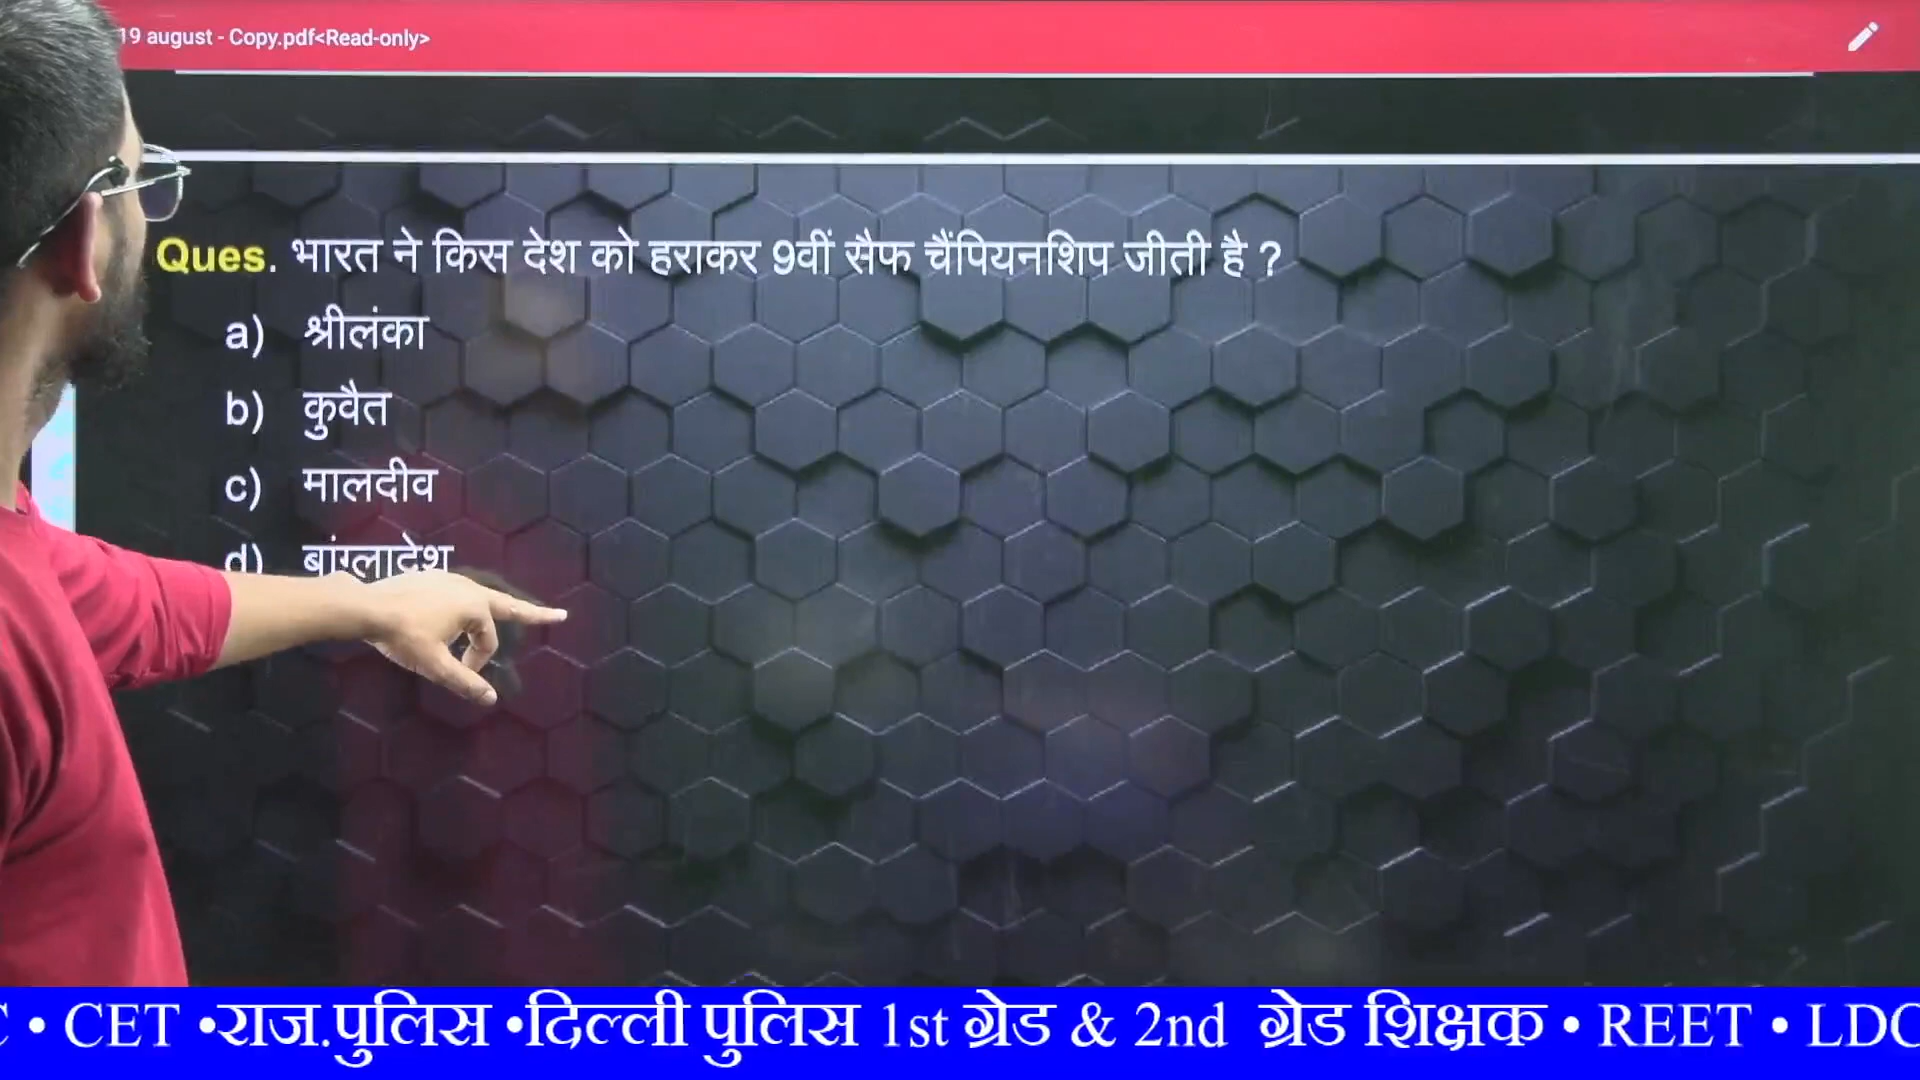 19 august - Copy.pdf<Read-only>
Ques. भारत ने किस देश को हराकर 9वीं सैफ चैंपियनशिप जीती है ?
a) श्रीलंका
b) कुवैत
c) मालदीव
d) बांग्लादेश
• CET •राज.पुलिस •दिल्ली पुलिस 1st ग्रेड & 2nd ग्रेड शिक्षक • REET • LDC